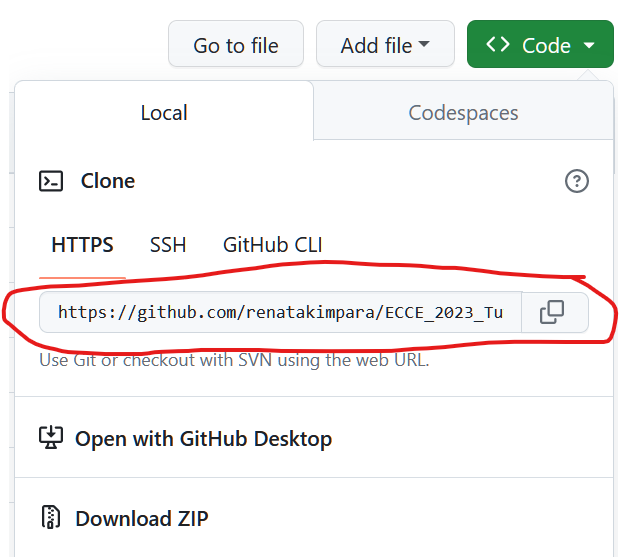 Go to file Add file Code
Local Codespaces
Clone
HTTPS SSH GitHub CLI
https://github.com/renatakimpara/ECCE_2023_Tu
Use Git or checkout with SVN using the web URL.
Open with GitHub Desktop
Download ZIP